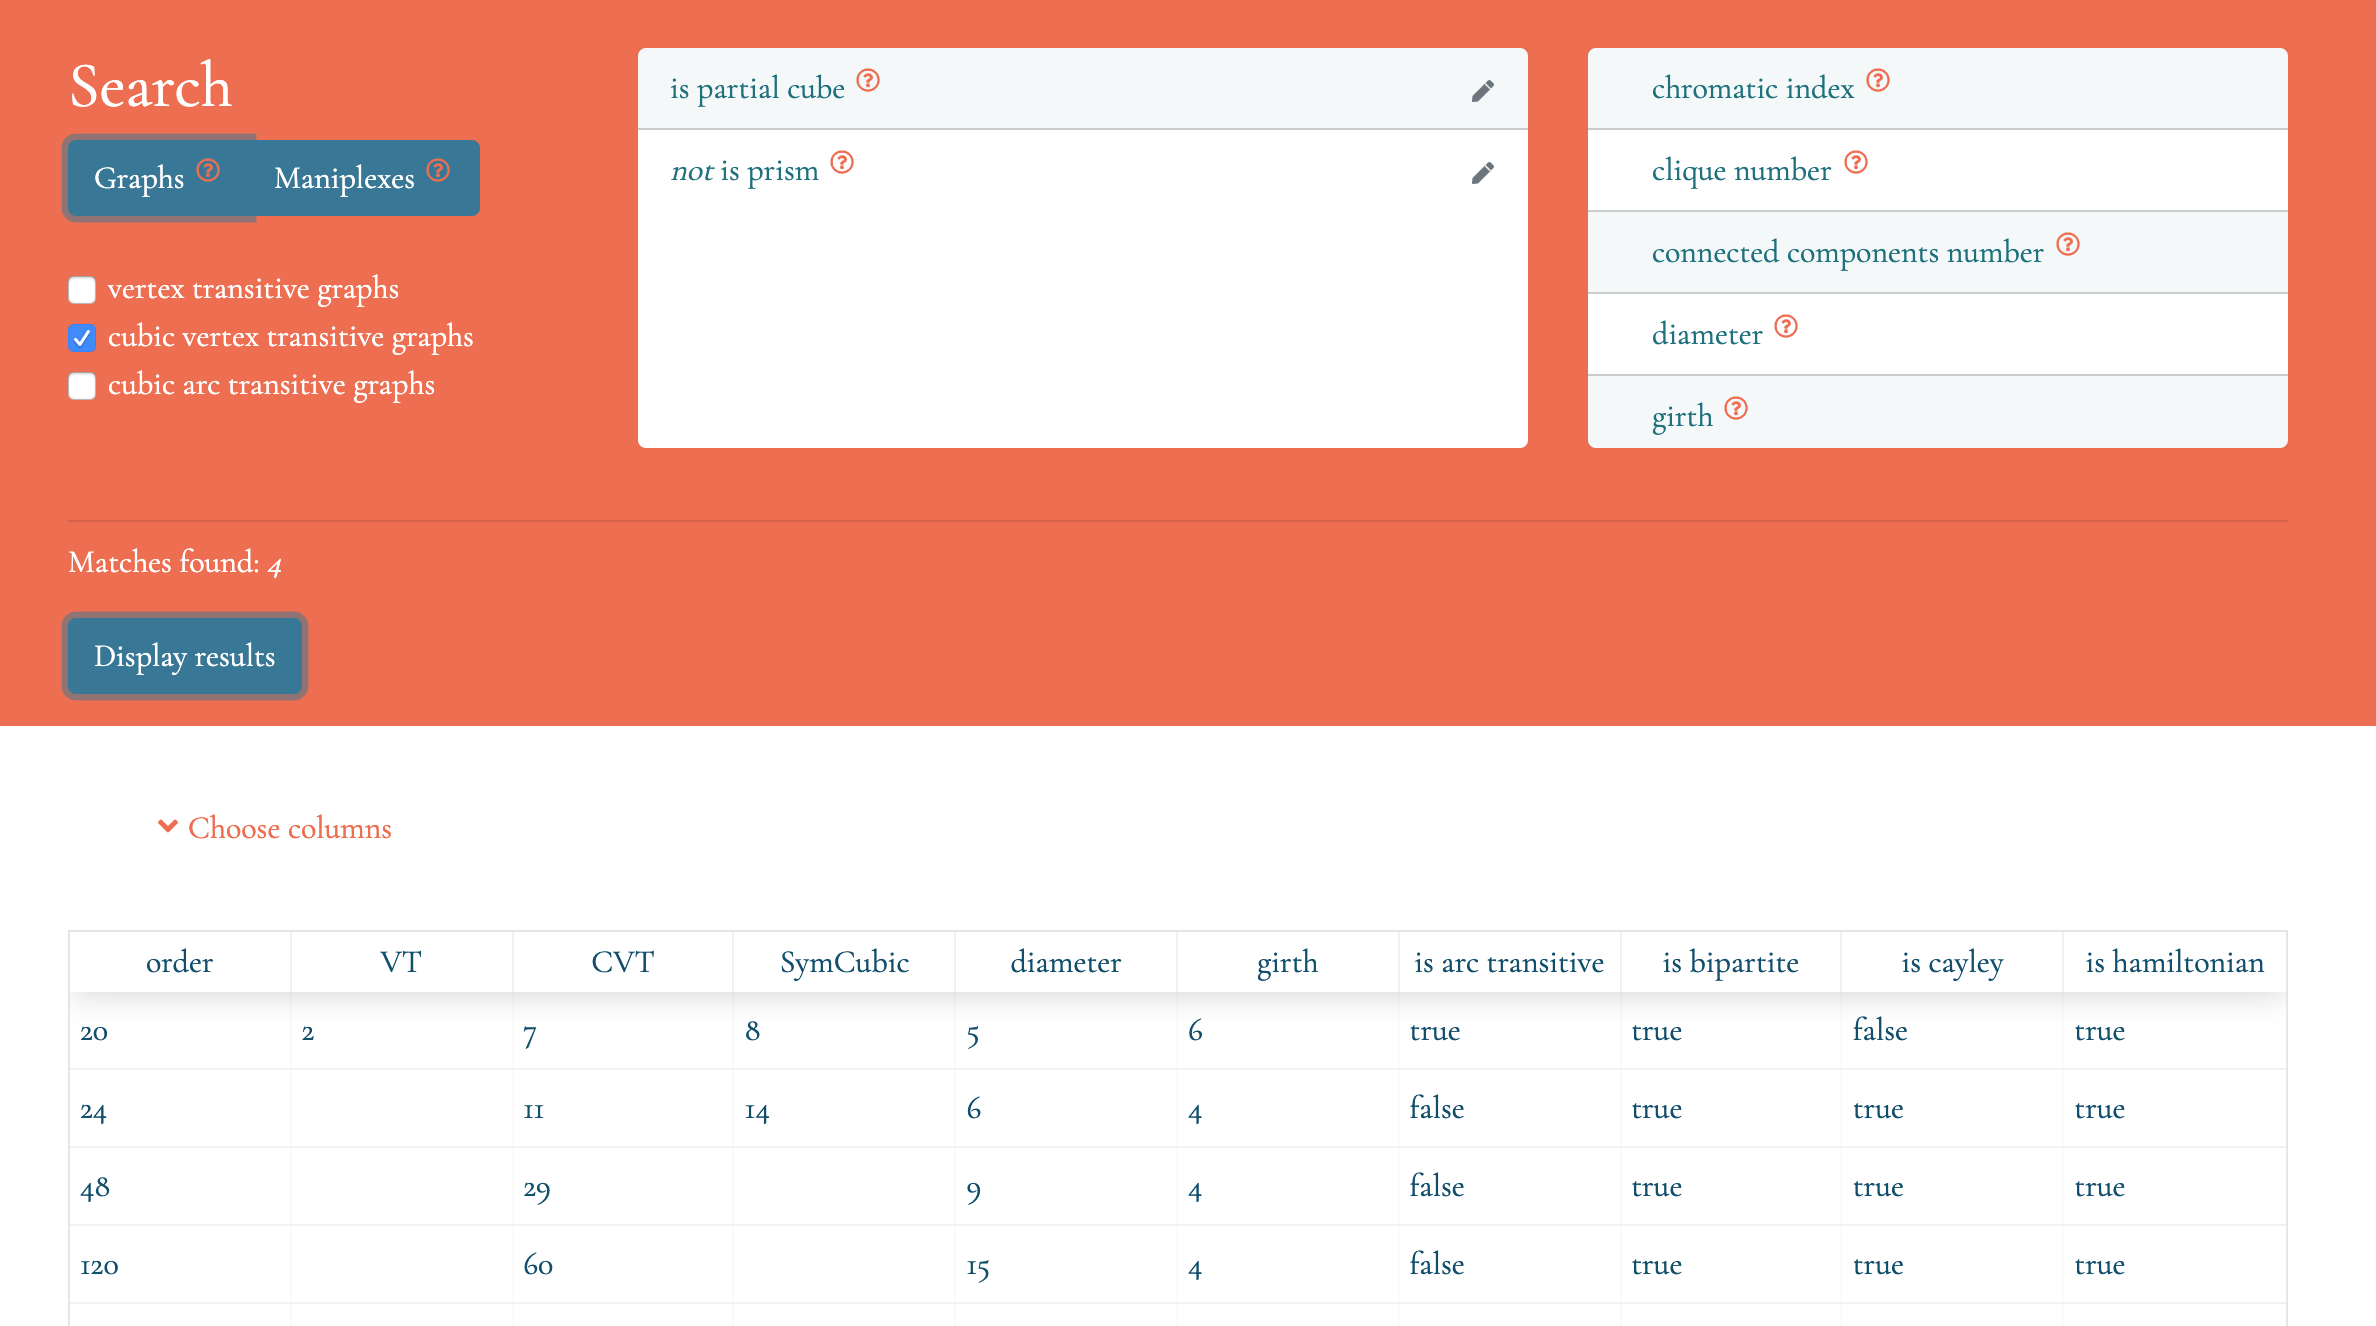 Search
Graphs ? Maniplexes ?
vertex transitive graphs
cubic vertex transitive graphs
cubic arc transitive graphs
is partial cube ?
not is prism ?
chromatic index ?
clique number ?
connected components number ?
diameter ?
girth ?
Matches found: 4
Display results
Choose columns
order VT CVT SymCubic diameter girth is arc transitive is bipartite is cayley is hamiltonian
20 2 7 8 5 6 true true false true
24 11 14 6 4 false true true true
48 29 9 4 false true true true
120 60 15 4 false true true true